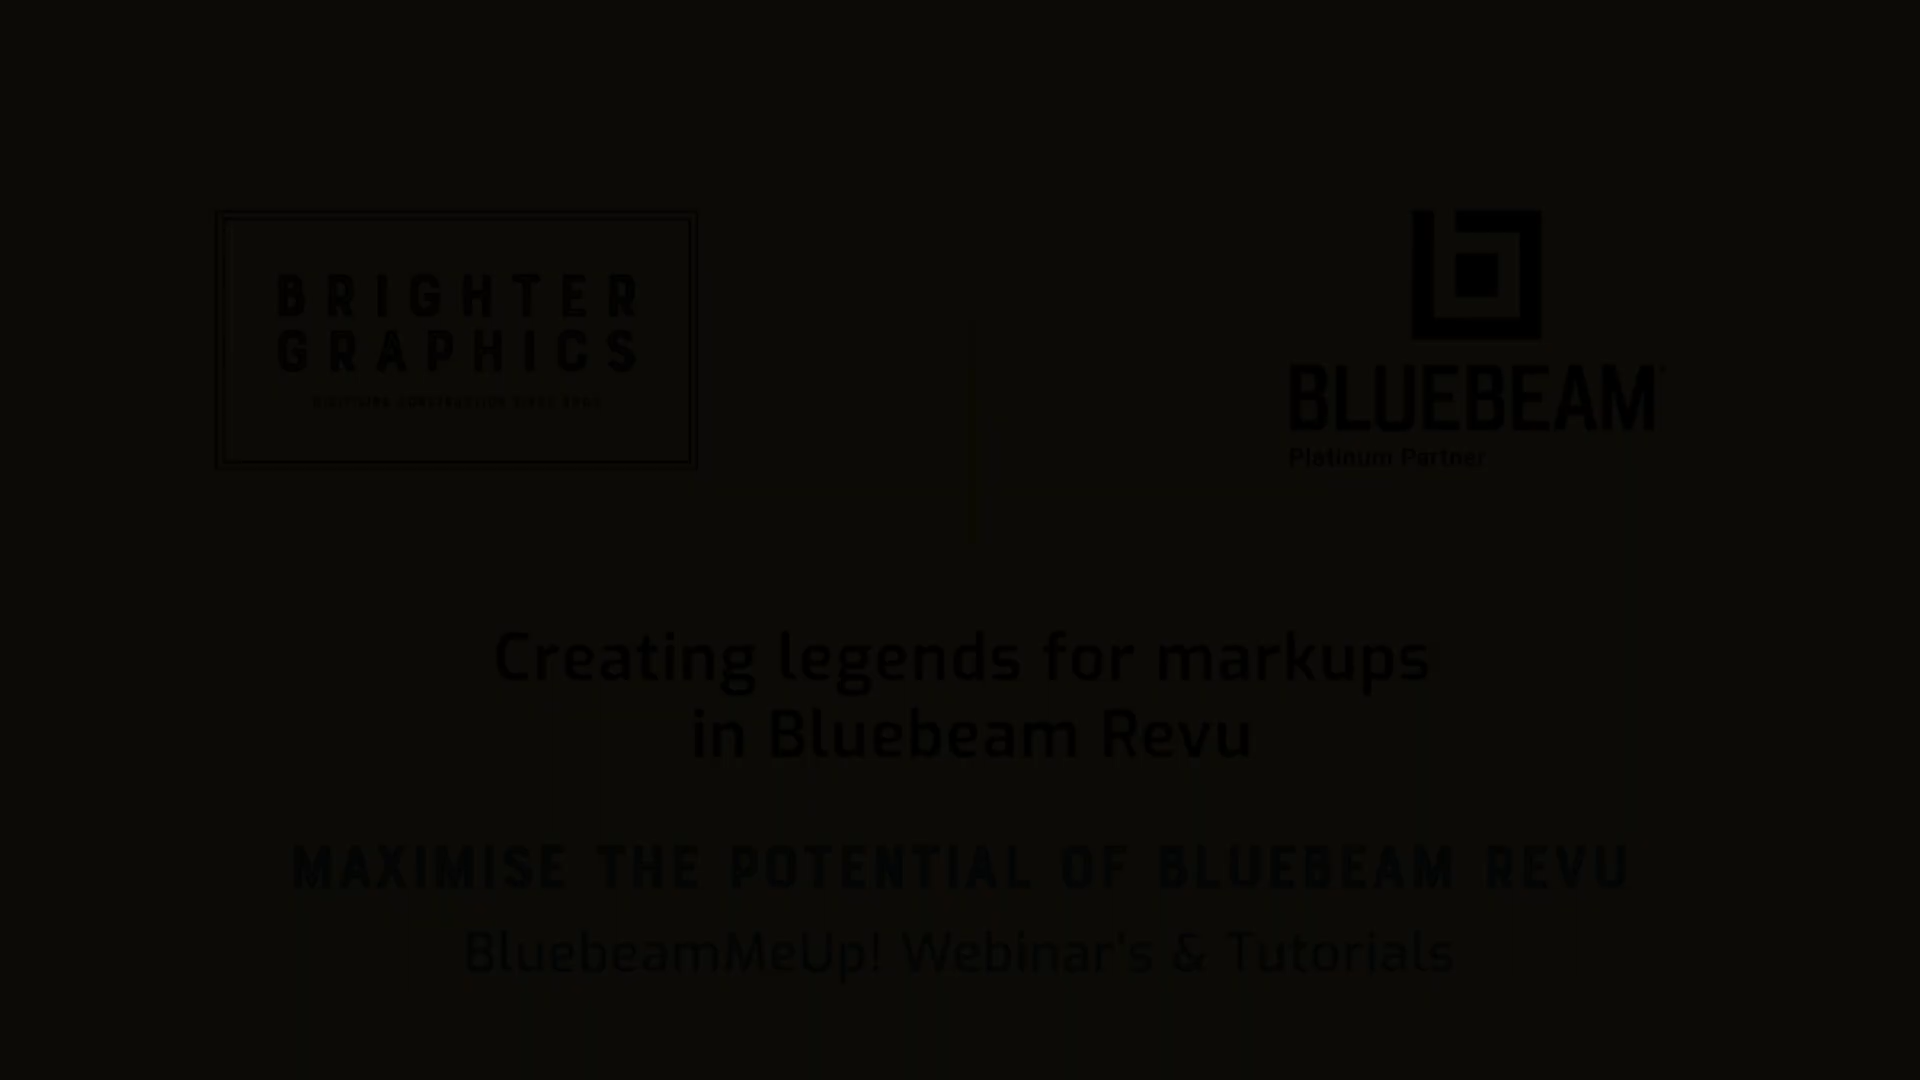 BRIGHTER
GRAPHICS
BLUEBEAM
Platinum Partner
Creating legends for markups
in Bluebeam Revu
MAXIMISE THE POTENTIAL OF BLUEBEAM REVU
BluebeamMeUp! Webinar's & Tutorials